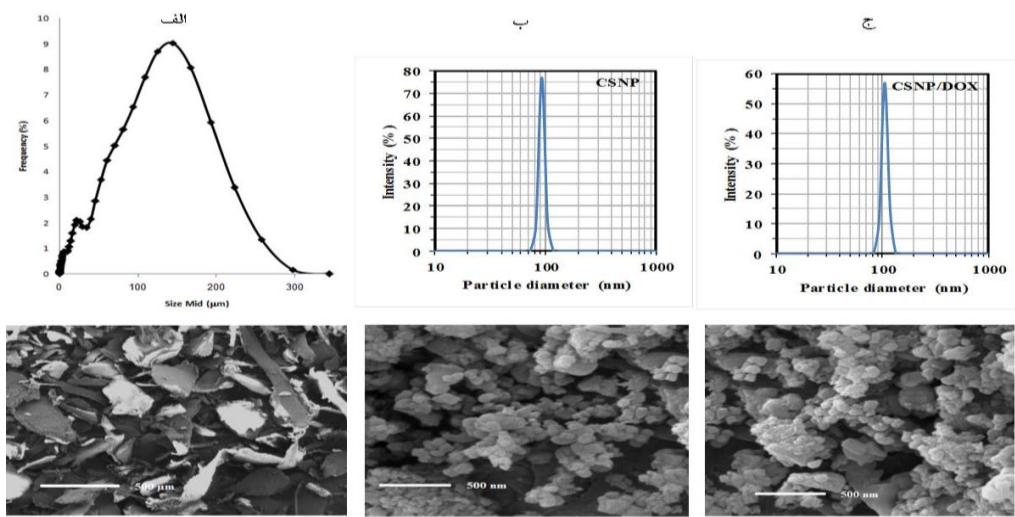 الف
10
9
8
7
6
5
4
3
2
1
0
Frequency (%)
0 100 200 300
Size Mid (µm)
ب
CSNP
80
70
60
50
40
30
20
10
0
Intensity (%)
10 100 1000
Particle diameter (nm)
ج
CSNP/DOX
60
50
40
30
20
10
0
Intensity (%)
10 100 1000
Particle diameter (nm)
500 µm
500 nm
500 nm